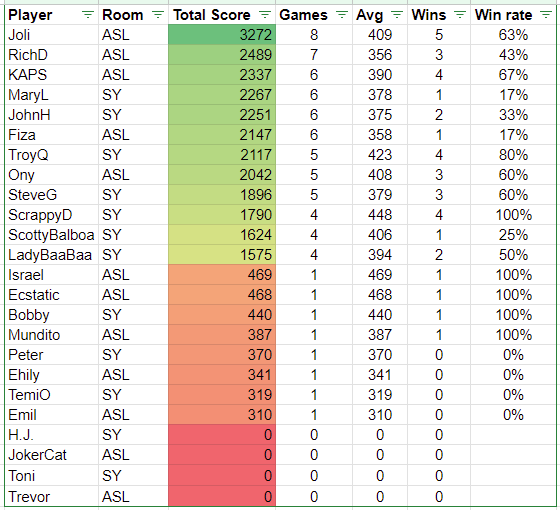 Player Room Total Score Games Avg Wins Win rate
Joli ASL 3272 8 409 5 63%
RichD ASL 2489 7 356 3 43%
KAPS ASL 2337 6 390 4 67%
MaryL SY 2267 6 378 1 17%
JohnH SY 2251 6 375 2 33%
Fiza ASL 2147 6 358 1 17%
TroyQ SY 2117 5 423 4 80%
Ony ASL 2042 5 408 3 60%
SteveG SY 1896 5 379 3 60%
ScrappyD SY 1790 4 448 4 100%
ScottyBalboa SY 1624 4 406 1 25%
LadyBaaBaa SY 1575 4 394 2 50%
Israel ASL 469 1 469 1 100%
Ecstatic ASL 468 1 468 1 100%
Bobby SY 440 1 440 1 100%
Mundito ASL 387 1 387 1 100%
Peter SY 370 1 370 0 0%
Ehily ASL 341 1 341 0 0%
TemiO SY 319 1 319 0 0%
Emil ASL 310 1 310 0 0%
H.J. SY 0 0 0 0
JokerCat ASL 0 0 0 0
Toni SY 0 0 0 0
Trevor ASL 0 0 0 0